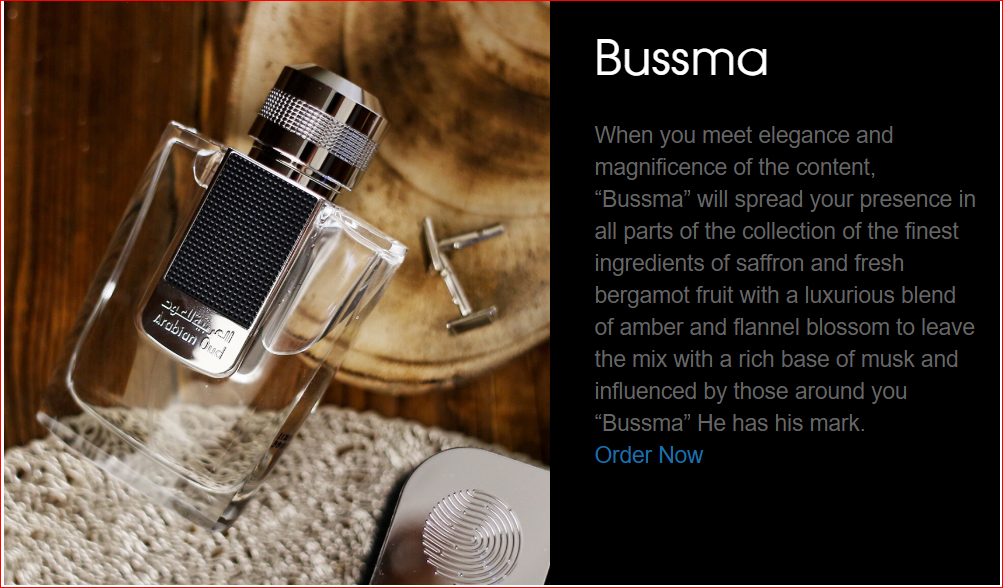 العربية للعود
Arabian Oud
Bussma
When you meet elegance and
magnificence of the content,
“Bussma” will spread your presence in
all parts of the collection of the finest
ingredients of saffron and fresh
bergamot fruit with a luxurious blend
of amber and flannel blossom to leave
the mix with a rich base of musk and
influenced by those around you
“Bussma” He has his mark.
Order Now